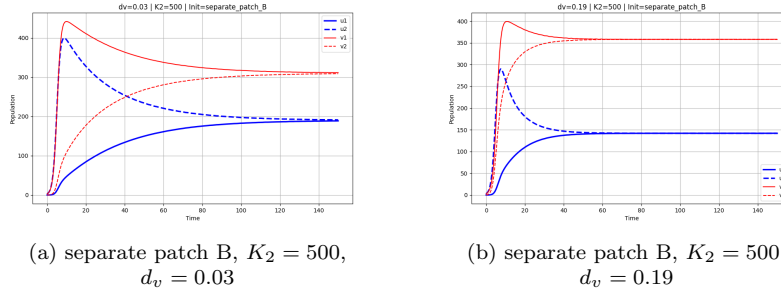 dv=0.03 | K2=500 | Init=separate_patch_B
u1
u2
v1
v2
400
300
200
100
0
Population
0 20 40 60 80 100 120 140
Time
(a) separate patch B, K₂ = 500,
dᵥ = 0.03
dv=0.19 | K2=500 | Init=separate_patch_B
400
350
300
250
200
150
100
50
0
Population
0 20 40 60 80 100 120 140
Time
(b) separate patch B, K₂ = 500
dᵥ = 0.19